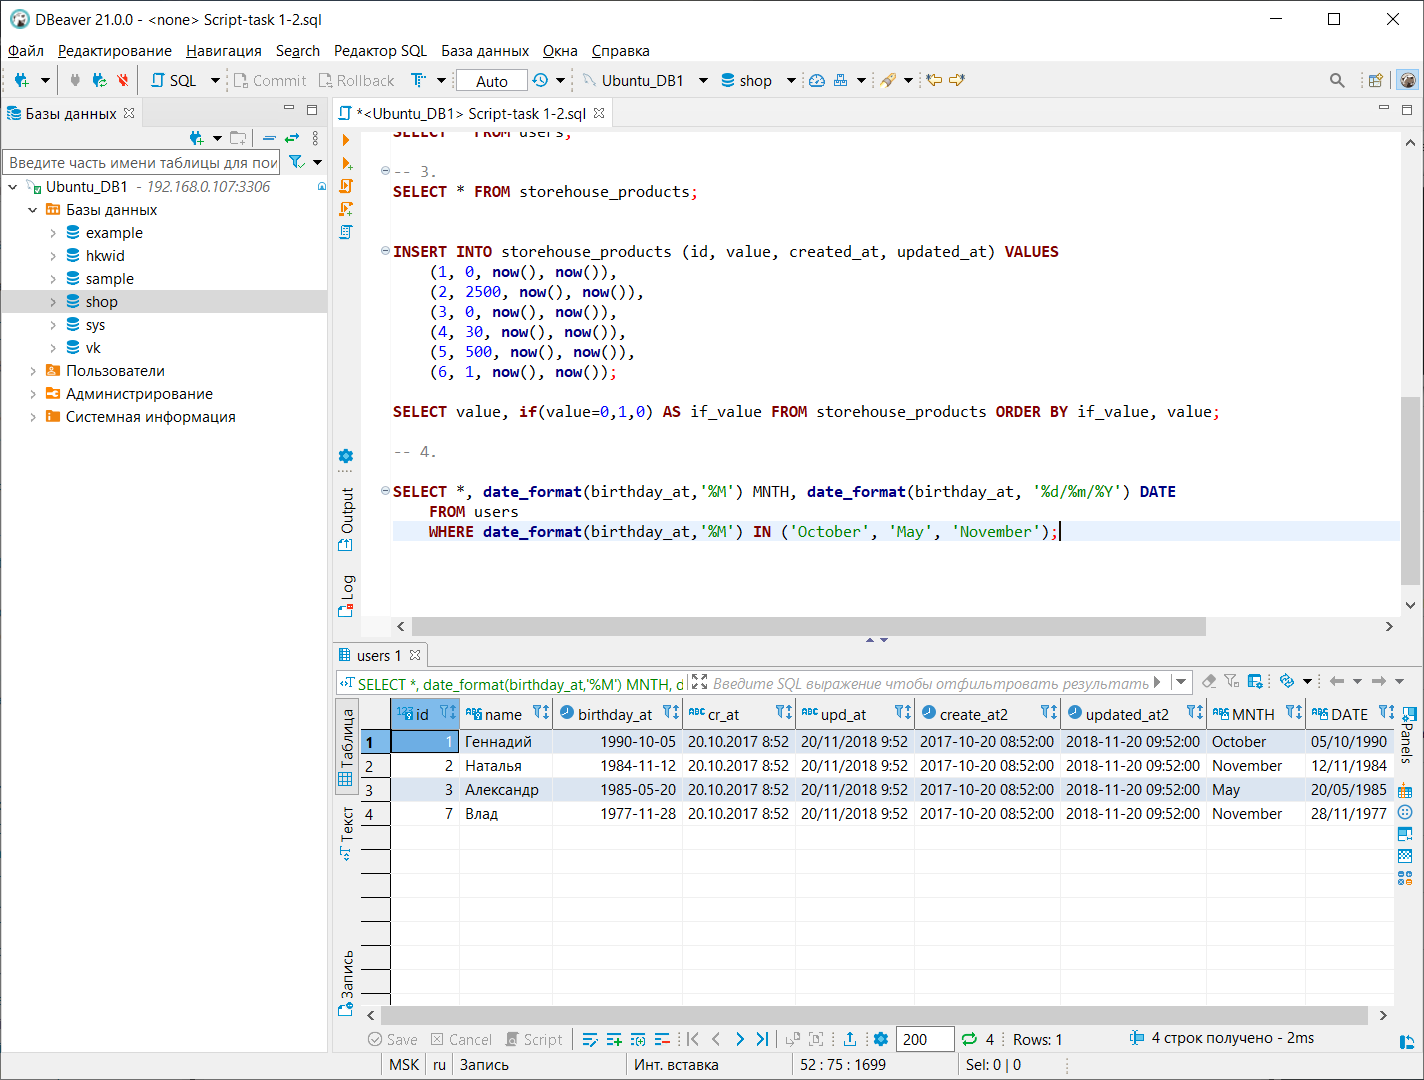 DBeaver 21.0.0 - <none> Script-task 1-2.sql
Файл Редактирование Навигация Search Редактор SQL База данных Окна Справка
SQL Commit Rollback Auto Ubuntu_DB1 shop
Базы данных
*<Ubuntu_DB1> Script-task 1-2.sql
Введите часть имени таблицы для пои
Ubuntu_DB1 - 192.168.0.107:3306
Базы данных
example
hkwid
sample
shop
sys
vk
Пользователи
Администрирование
Системная информация
SELECT * FROM users;
-- 3.
SELECT * FROM storehouse_products;
INSERT INTO storehouse_products (id, value, created_at, updated_at) VALUES
(1, 0, now(), now()),
(2, 2500, now(), now()),
(3, 0, now(), now()),
(4, 30, now(), now()),
(5, 500, now(), now()),
(6, 1, now(), now());
SELECT value, if(value=0,1,0) AS if_value FROM storehouse_products ORDER BY if_value, value;
-- 4.
SELECT *, date_format(birthday_at,'%M') MNTH, date_format(birthday_at, '%d/%m/%Y') DATE
FROM users
WHERE date_format(birthday_at,'%M') IN ('October', 'May', 'November');
Output
Log
users 1
SELECT *, date_format(birthday_at,'%M') MNTH, d
Введите SQL выражение чтобы отфильтровать результать
Таблица
Текст
Запись
Panels
123 id ABC name birthday_at ABC cr_at ABC upd_at create_at2 updated_at2 ABC MNTH ABC DATE
1 1 Геннадий 1990-10-05 20.10.2017 8:52 20/11/2018 9:52 2017-10-20 08:52:00 2018-11-20 09:52:00 October 05/10/1990
2 2 Наталья 1984-11-12 20.10.2017 8:52 20/11/2018 9:52 2017-10-20 08:52:00 2018-11-20 09:52:00 November 12/11/1984
3 3 Александр 1985-05-20 20.10.2017 8:52 20/11/2018 9:52 2017-10-20 08:52:00 2018-11-20 09:52:00 May 20/05/1985
4 7 Влад 1977-11-28 20.10.2017 8:52 20/11/2018 9:52 2017-10-20 08:52:00 2018-11-20 09:52:00 November 28/11/1977
Save Cancel Script 200 4 Rows: 1 4 строк получено - 2ms
MSK ru Запись Инт. вставка 52 : 75 : 1699 Sel: 0 | 0